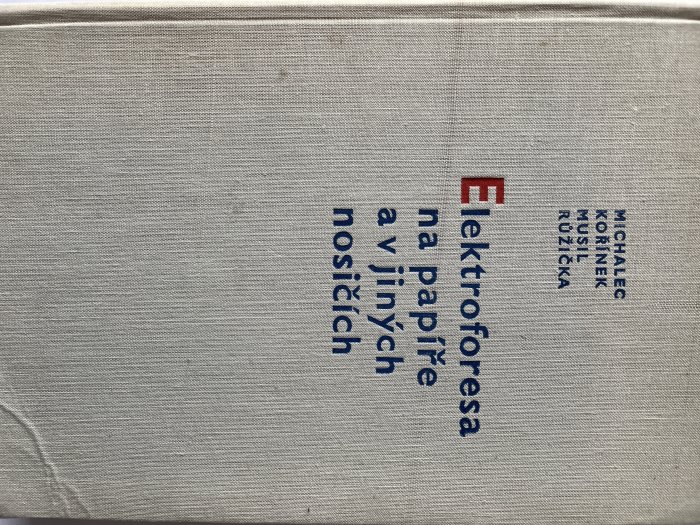 MICHALEC
KOŘÍNEK
MUSIL
RŮŽIČKA
Elektroforesa
na papíře
a v jiných
nosičích